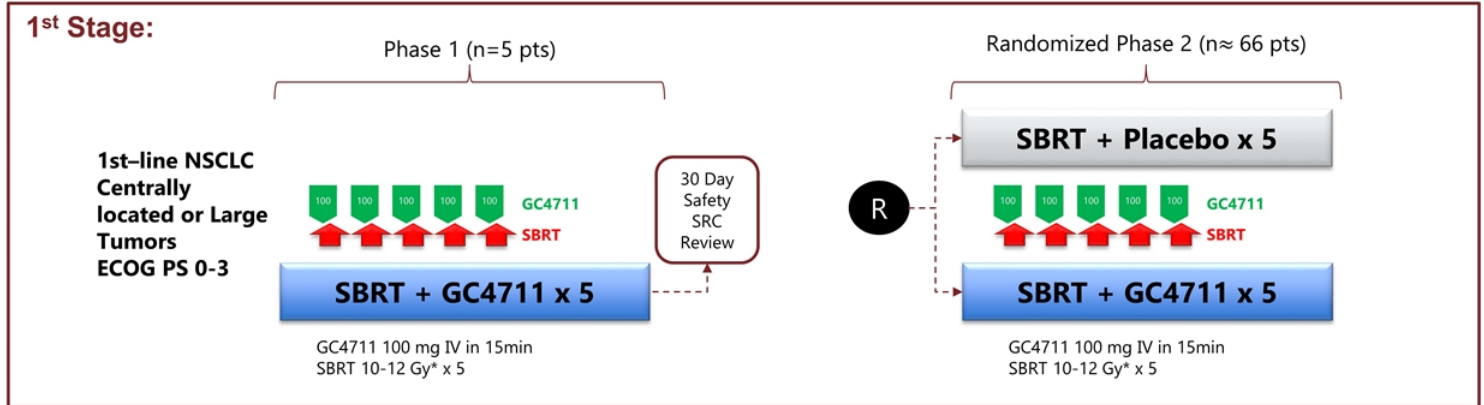 1st Stage:
Phase 1 (n=5 pts)
Randomized Phase 2 (n≈ 66 pts)
1st–line NSCLC
Centrally
located or Large
Tumors
ECOG PS 0-3
100 100 100 100 100
GC4711
SBRT
SBRT + GC4711 x 5
GC4711 100 mg IV in 15min
SBRT 10-12 Gy* x 5
30 Day
Safety
SRC
Review
R
SBRT + Placebo x 5
100 100 100 100 100
GC4711
SBRT
SBRT + GC4711 x 5
GC4711 100 mg IV in 15min
SBRT 10-12 Gy* x 5